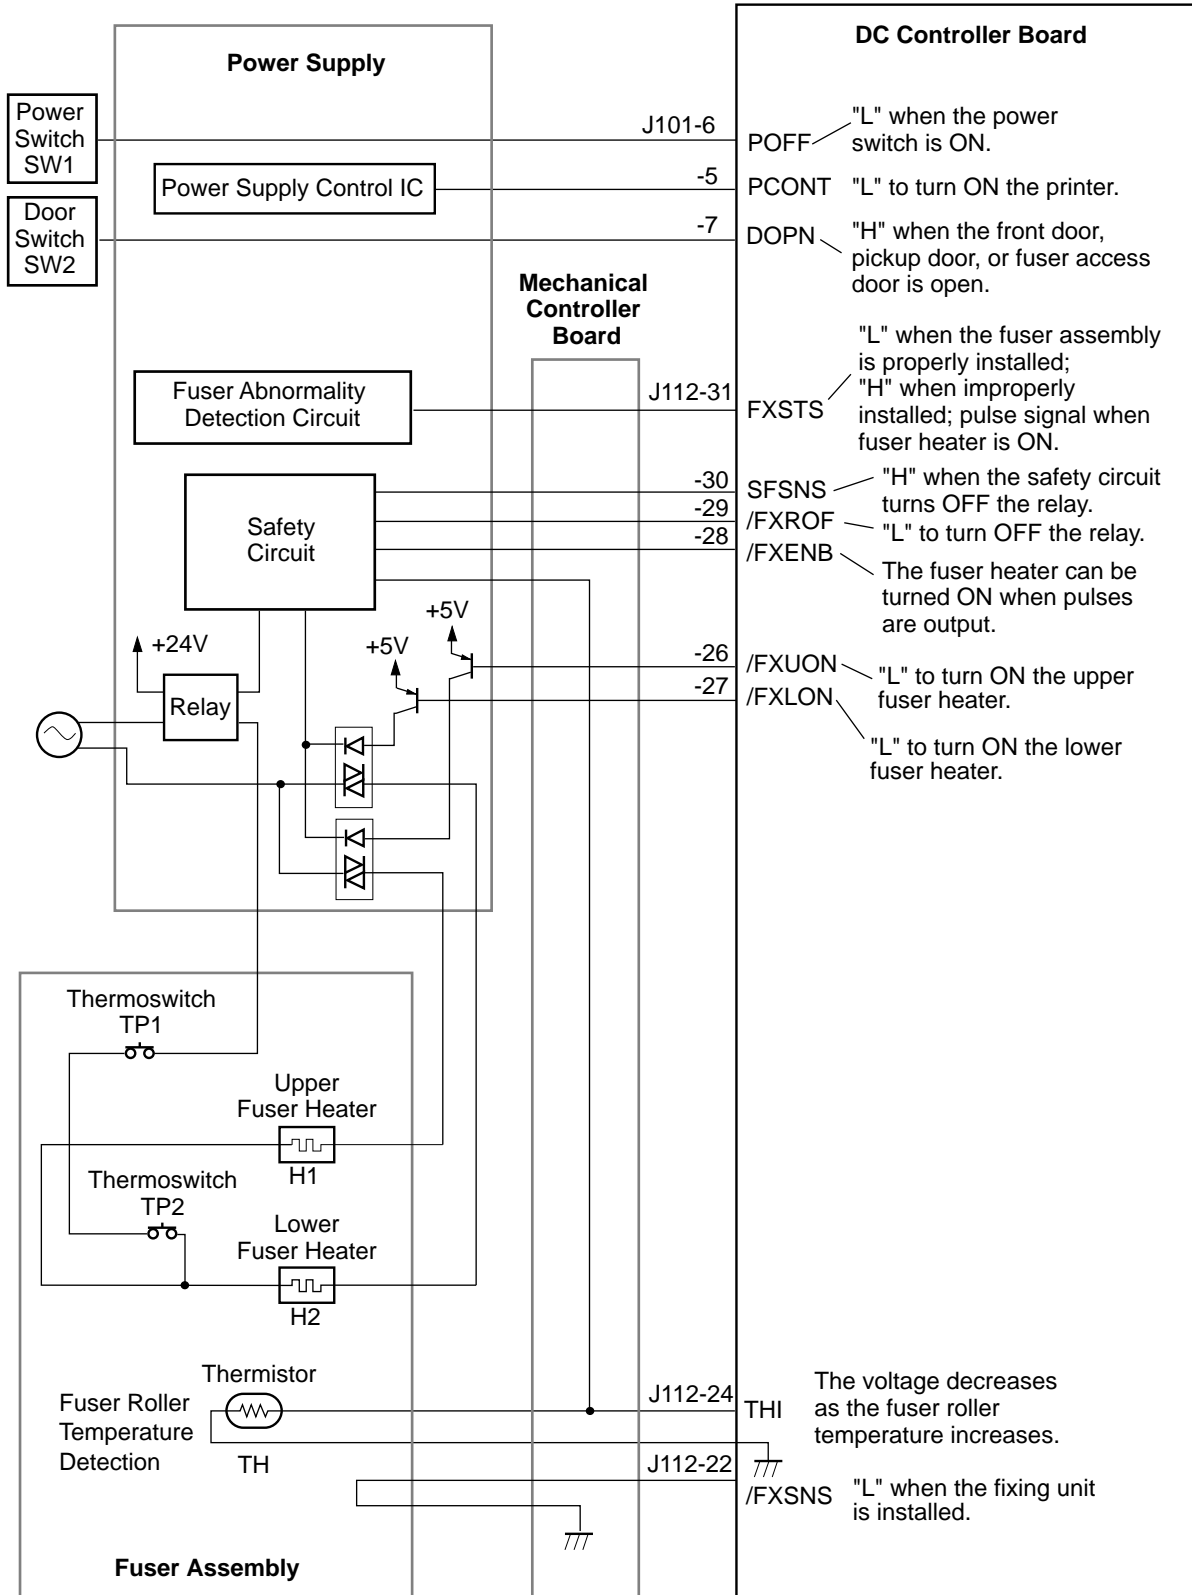 DC Controller Board
Power Supply
Power
Switch
SW1
J101-6
POFF
"L" when the power
switch is ON.
Power Supply Control IC
-5
PCONT
"L" to turn ON the printer.
Door
Switch
SW2
-7
DOPN
"H" when the front door,
pickup door, or fuser access
door is open.
Mechanical
Controller
Board
Fuser Abnormality
Detection Circuit
J112-31
FXSTS
"L" when the fuser assembly
is properly installed;
"H" when improperly
installed; pulse signal when
fuser heater is ON.
Safety
Circuit
-30
SFSNS
"H" when the safety circuit
turns OFF the relay.
-29
/FXROF
"L" to turn OFF the relay.
-28
/FXENB
The fuser heater can be
turned ON when pulses
are output.
+24V
+5V
+5V
Relay
-26
/FXUON
"L" to turn ON the upper
fuser heater.
-27
/FXLON
"L" to turn ON the lower
fuser heater.
Thermoswitch
TP1
Upper
Fuser Heater
H1
Thermoswitch
TP2
Lower
Fuser Heater
H2
Thermistor
Fuser Roller
Temperature
Detection
TH
J112-24
THI
The voltage decreases
as the fuser roller
temperature increases.
J112-22
/FXSNS
"L" when the fixing unit
is installed.
Fuser Assembly